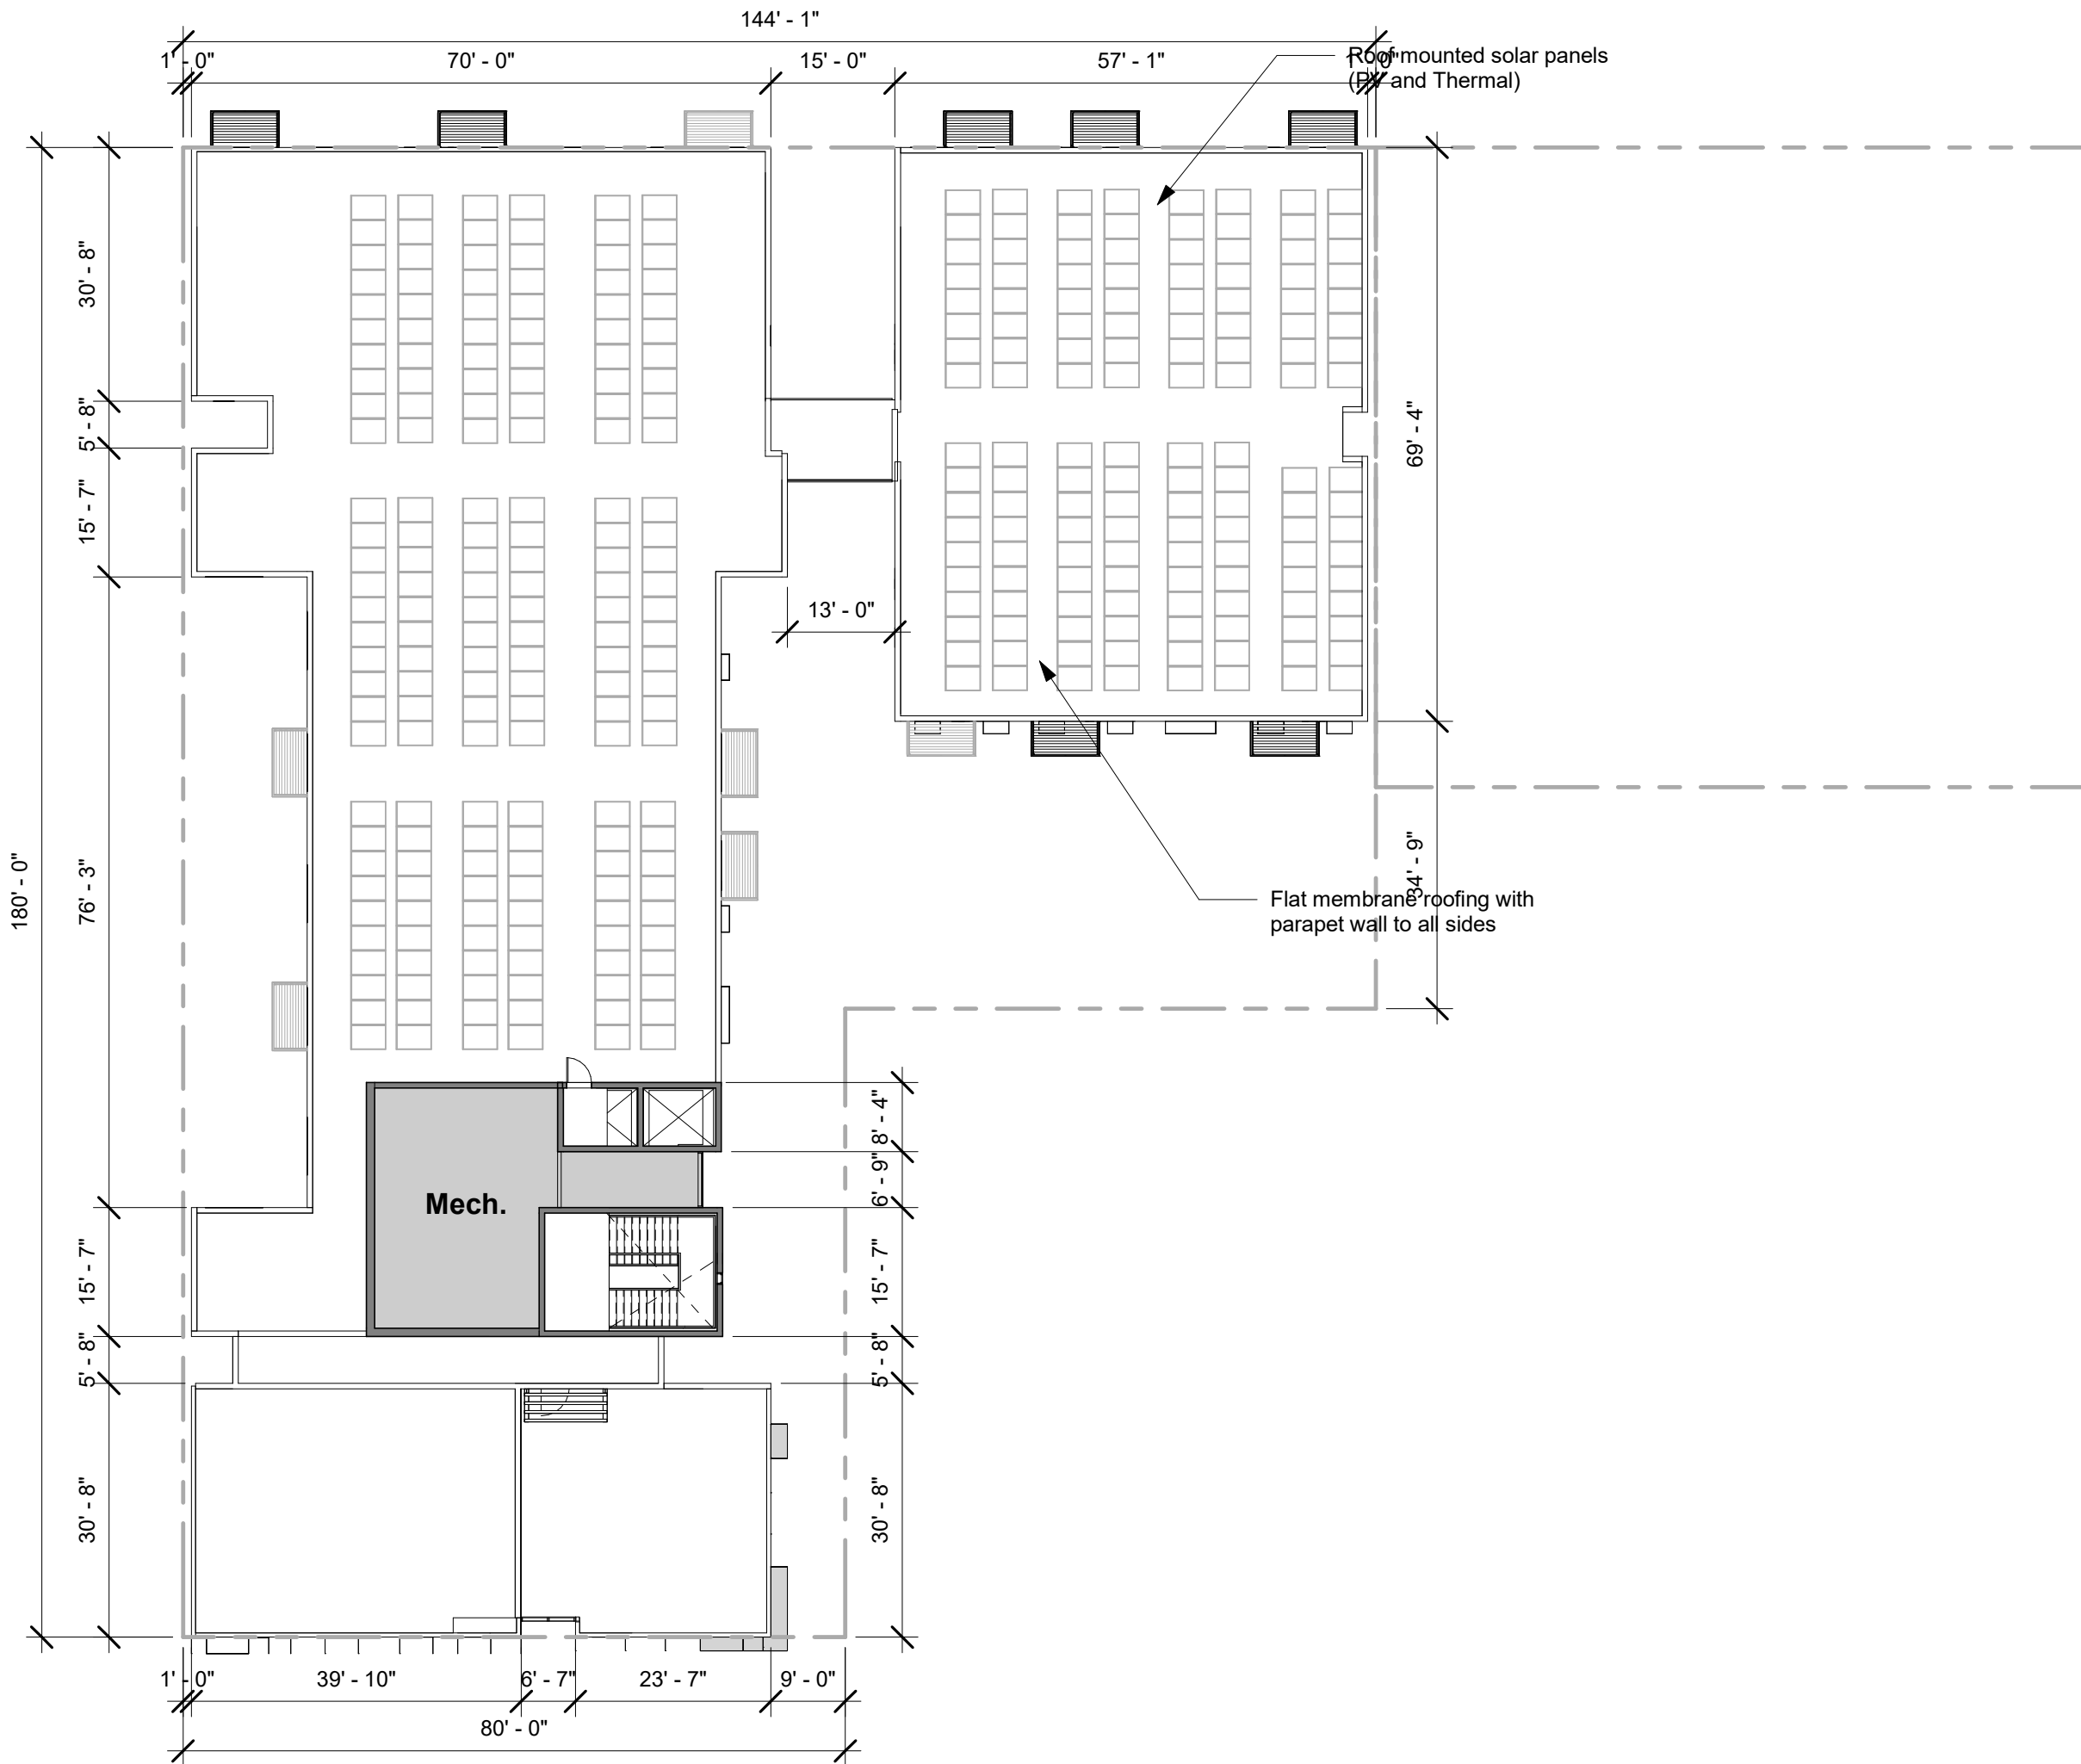 144' - 1"
1' - 0"
70' - 0"
15' - 0"
57' - 1"
1' - 0"
Roof mounted solar panels
(PV and Thermal)
30' - 8"
5' - 8"
15' - 7"
69' - 4"
13' - 0"
180' - 0"
76' - 3"
34' - 9"
Flat membrane roofing with
parapet wall to all sides
8' - 4"
6' - 9"
Mech.
15' - 7"
15' - 7"
5' - 8"
5' - 8"
30' - 8"
30' - 8"
1' - 0"
39' - 10"
6' - 7"
23' - 7"
9' - 0"
80' - 0"